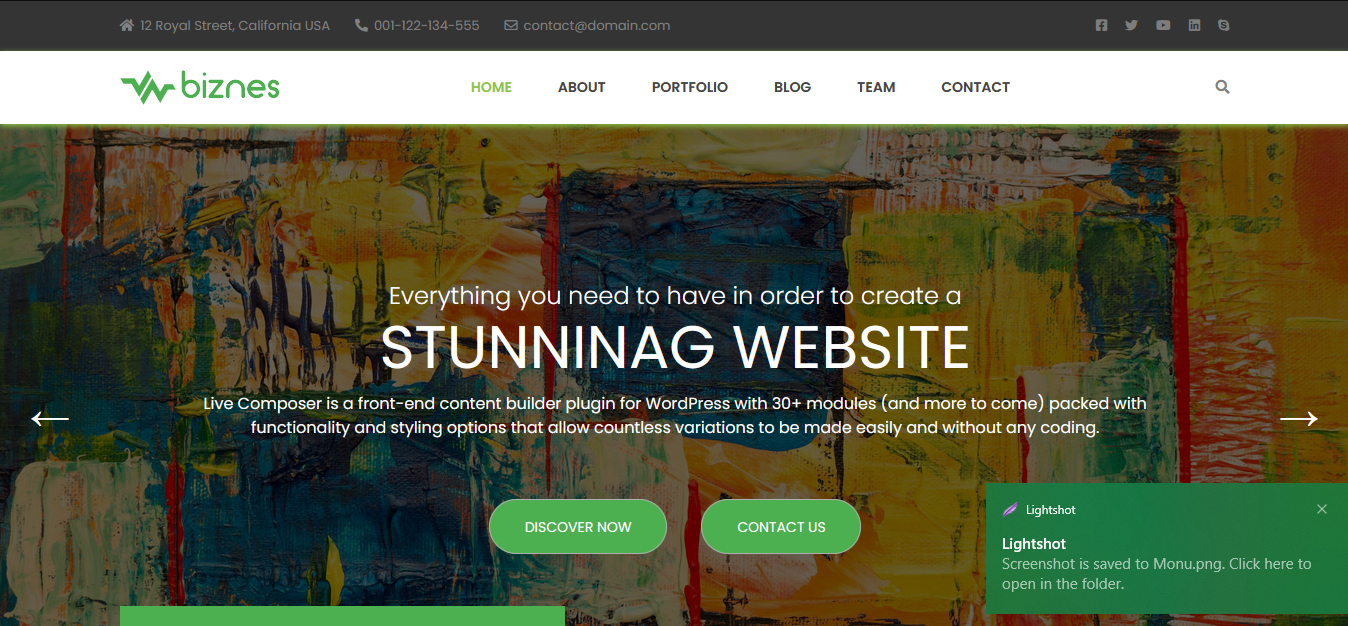 12 Royal Street, California USA 001-122-134-555 contact@domain.com
biznes HOME ABOUT PORTFOLIO BLOG TEAM CONTACT
Everything you need to have in order to create a
STUNNINAG WEBSITE
Live Composer is a front-end content builder plugin for WordPress with 30+ modules (and more to come) packed with
functionality and styling options that allow countless variations to be made easily and without any coding.
DISCOVER NOW CONTACT US
Lightshot
Lightshot
Screenshot is saved to Monu.png. Click here to
open in the folder.